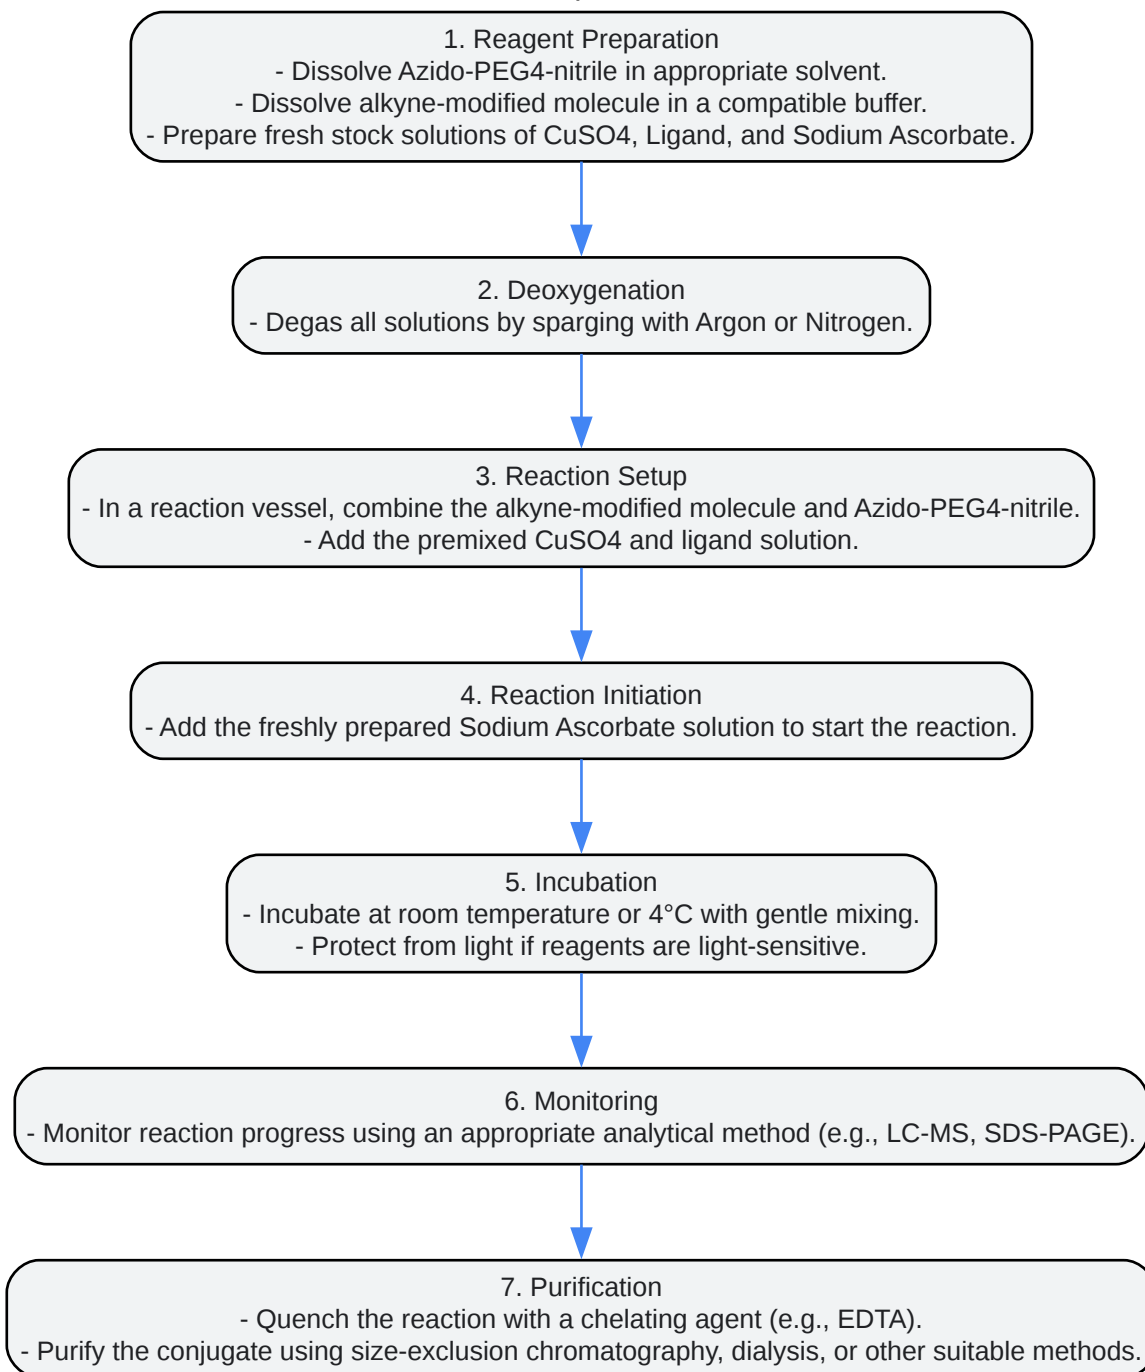 1. Reagent Preparation
- Dissolve Azido-PEG4-nitrile in appropriate solvent.
- Dissolve alkyne-modified molecule in a compatible buffer.
- Prepare fresh stock solutions of CuSO4, Ligand, and Sodium Ascorbate.
2. Deoxygenation
- Degas all solutions by sparging with Argon or Nitrogen.
3. Reaction Setup
- In a reaction vessel, combine the alkyne-modified molecule and Azido-PEG4-nitrile.
- Add the premixed CuSO4 and ligand solution.
4. Reaction Initiation
- Add the freshly prepared Sodium Ascorbate solution to start the reaction.
5. Incubation
- Incubate at room temperature or 4°C with gentle mixing.
- Protect from light if reagents are light-sensitive.
6. Monitoring
- Monitor reaction progress using an appropriate analytical method (e.g., LC-MS, SDS-PAGE).
7. Purification
- Quench the reaction with a chelating agent (e.g., EDTA).
- Purify the conjugate using size-exclusion chromatography, dialysis, or other suitable methods.